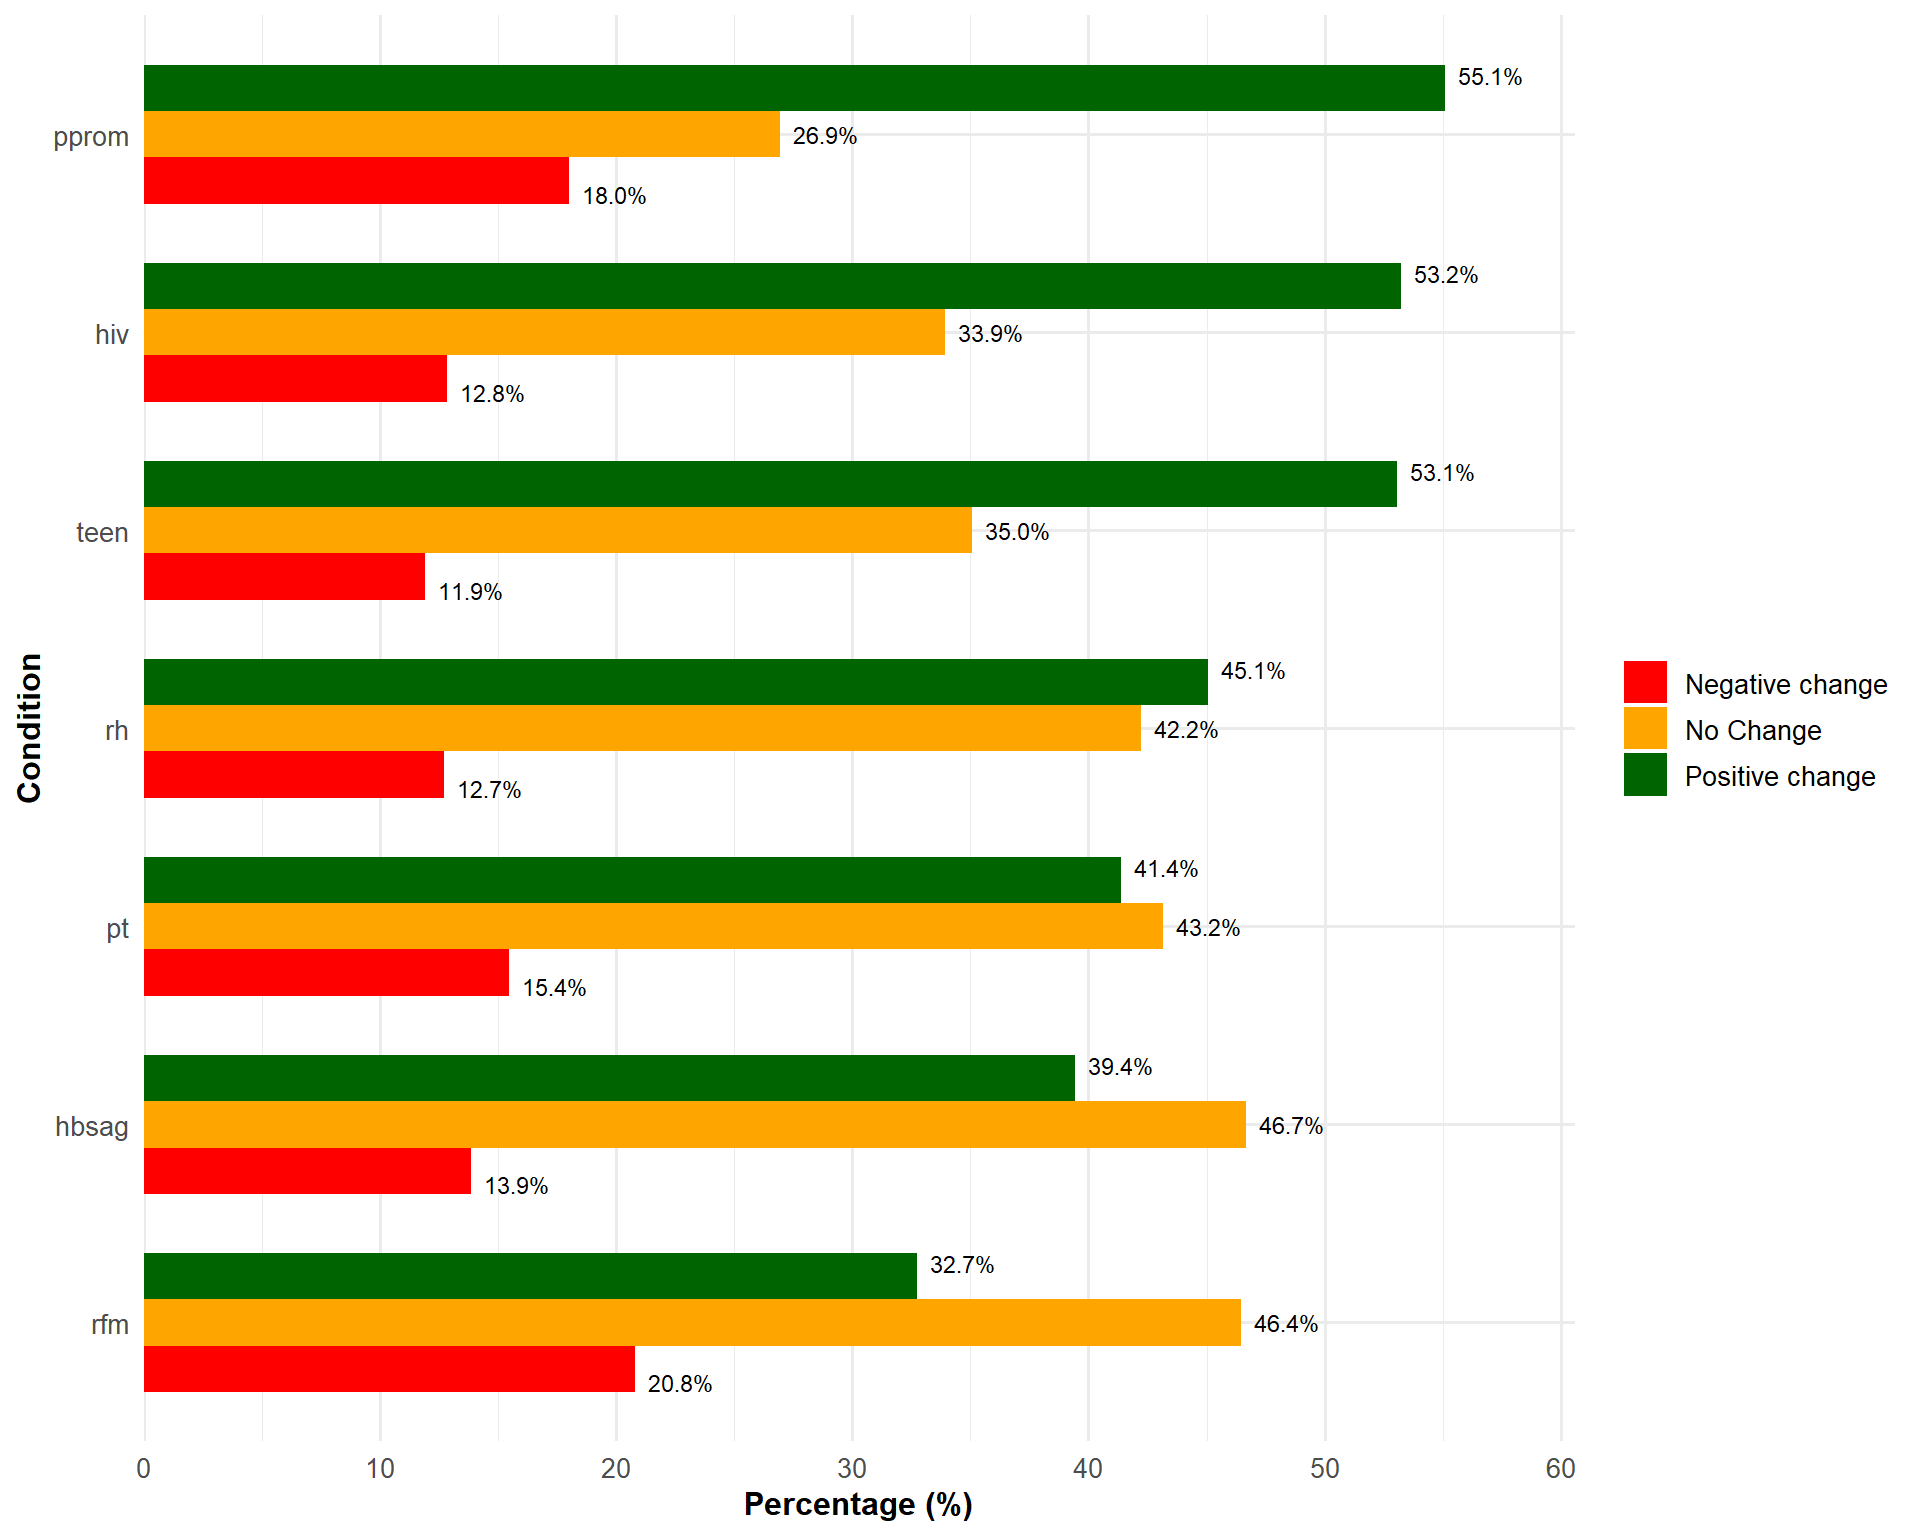 55.1%
pprom
26.9%
18.0%
53.2%
hiv
33.9%
12.8%
53.1%
teen
35.0%
11.9%
45.1%
rh
42.2%
12.7%
41.4%
pt
43.2%
15.4%
39.4%
hbsag
46.7%
13.9%
32.7%
rfm
46.4%
20.8%
Condition
0 10 20 30 40 50 60
Percentage (%)
Negative change
No Change
Positive change